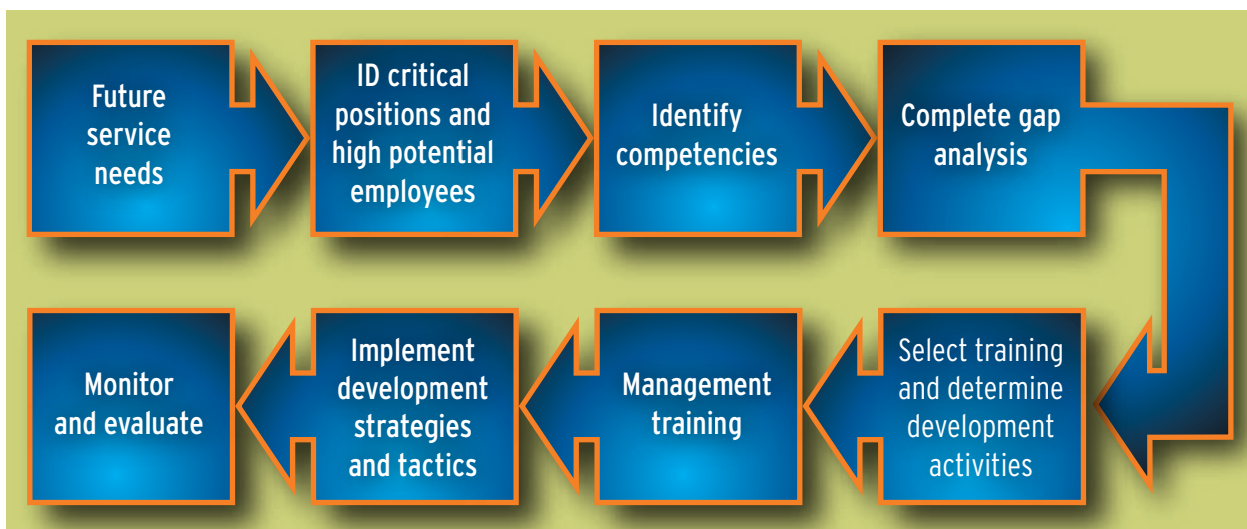 Future
service
needs
ID critical
positions and
high potential
employees
Identify
competencies
Complete gap
analysis
Select training
and determine
development
activities
Management
training
Implement
development
strategies
and tactics
Monitor
and evaluate